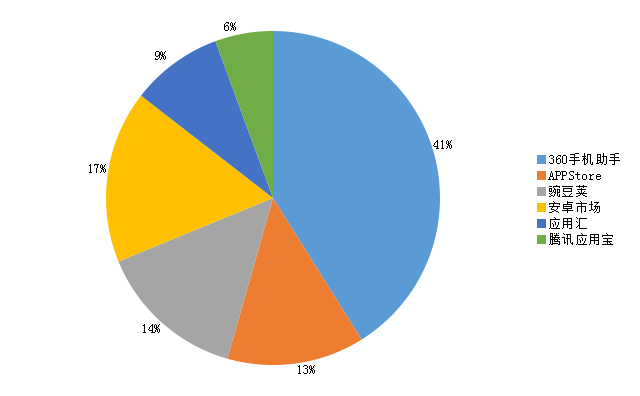 6%
9%
41%
17%
14%
13%
360手机助手
APPStore
豌豆荚
安卓市场
应用汇
腾讯应用宝